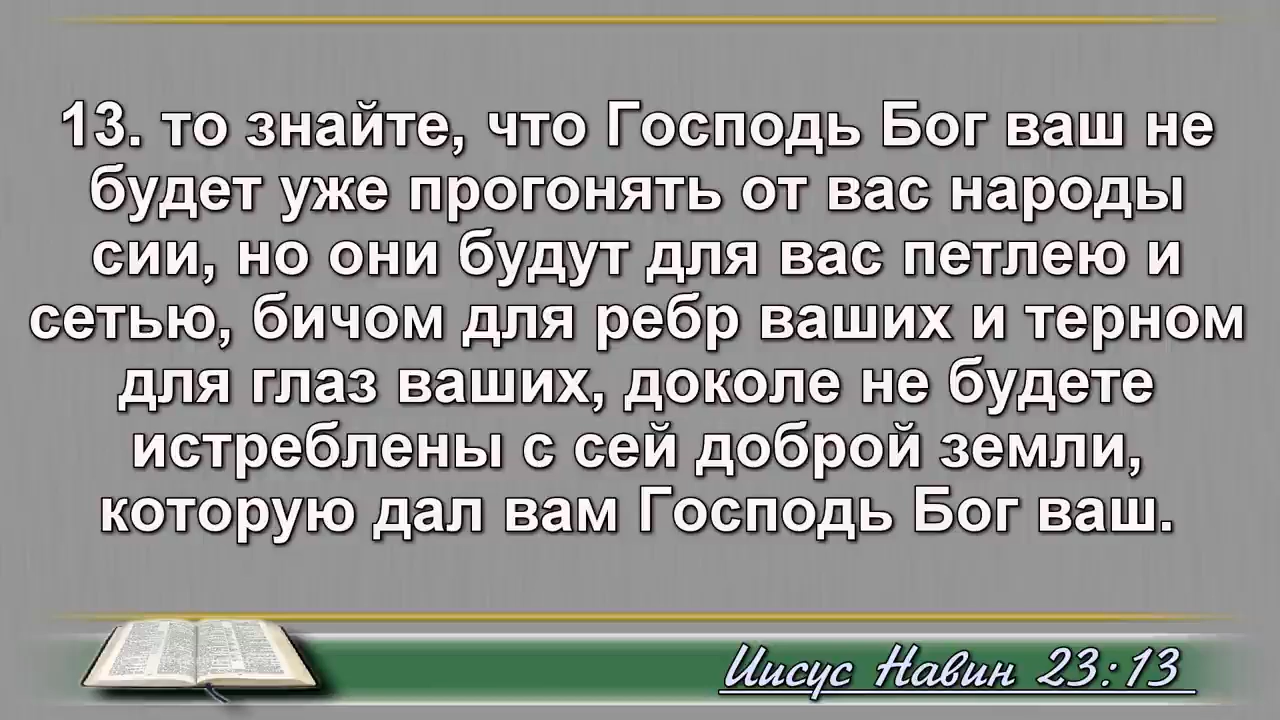 13. то знайте, что Господь Бог ваш не
будет уже прогонять от вас народы
сии, но они будут для вас петлею и
сетью, бичом для ребр ваших и терном
для глаз ваших, доколе не будете
истреблены с сей доброй земли,
которую дал вам Господь Бог ваш.
Иисус Навин 23:13